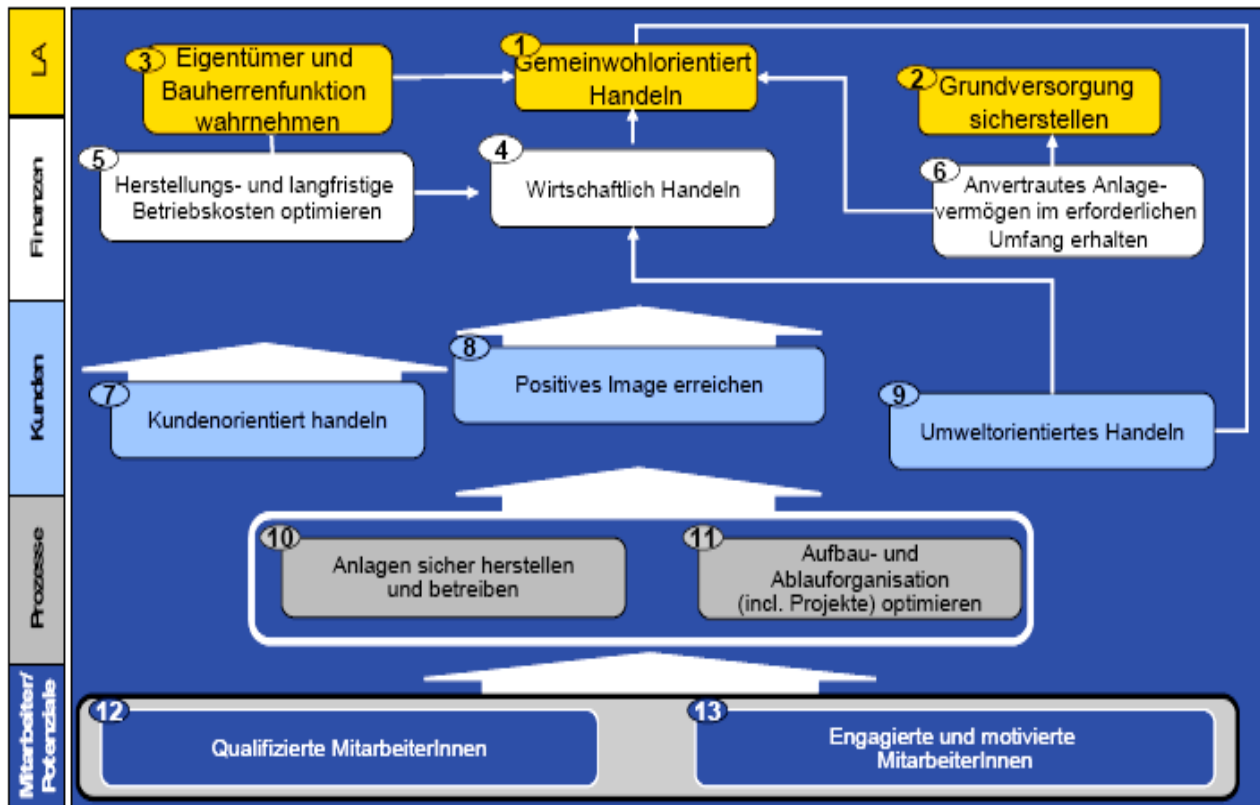 LA
3
Eigentümer und
Bauherrenfunktion
wahrnehmen
1
Gemeinwohlorientiert
Handeln
2
Grundversorgung
sicherstellen
Finanzen
5
Herstellungs- und langfristige
Betriebskosten optimieren
4
Wirtschaftlich Handeln
6
Anvertrautes Anlage-
vermögen im erforderlichen
Umfang erhalten
Kunden
7
Kundenorientiert handeln
8
Positives Image erreichen
9
Umweltorientiertes Handeln
Prozesse
10
Anlagen sicher herstellen
und betreiben
11
Aufbau- und
Ablauforganisation
(incl. Projekte) optimieren
Mitarbeiter/
Potenziale
12
Qualifizierte MitarbeiterInnen
13
Engagierte und motivierte
MitarbeiterInnen